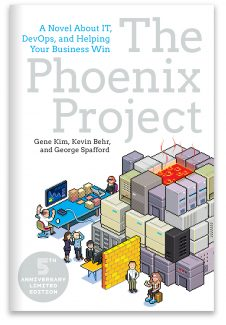 A Novel About IT,
DevOps, and Helping
Your Business Win
The
Phoenix
Project
Gene Kim, Kevin Behr,
and George Spafford
5TH
ANNIVERSARY
LIMITED
EDITION